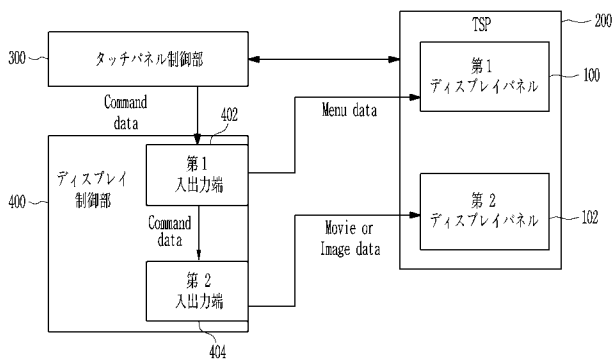 TSP
200
300
タッチパネル制御部
第1
ディスプレイパネル
100
Command
data
402
Menu data
第1
入出力端
ディスプレイ
制御部
400
第 2
ディスプレイパネル
102
Command
data
Movie or
Image data
第 2
入出力端
404